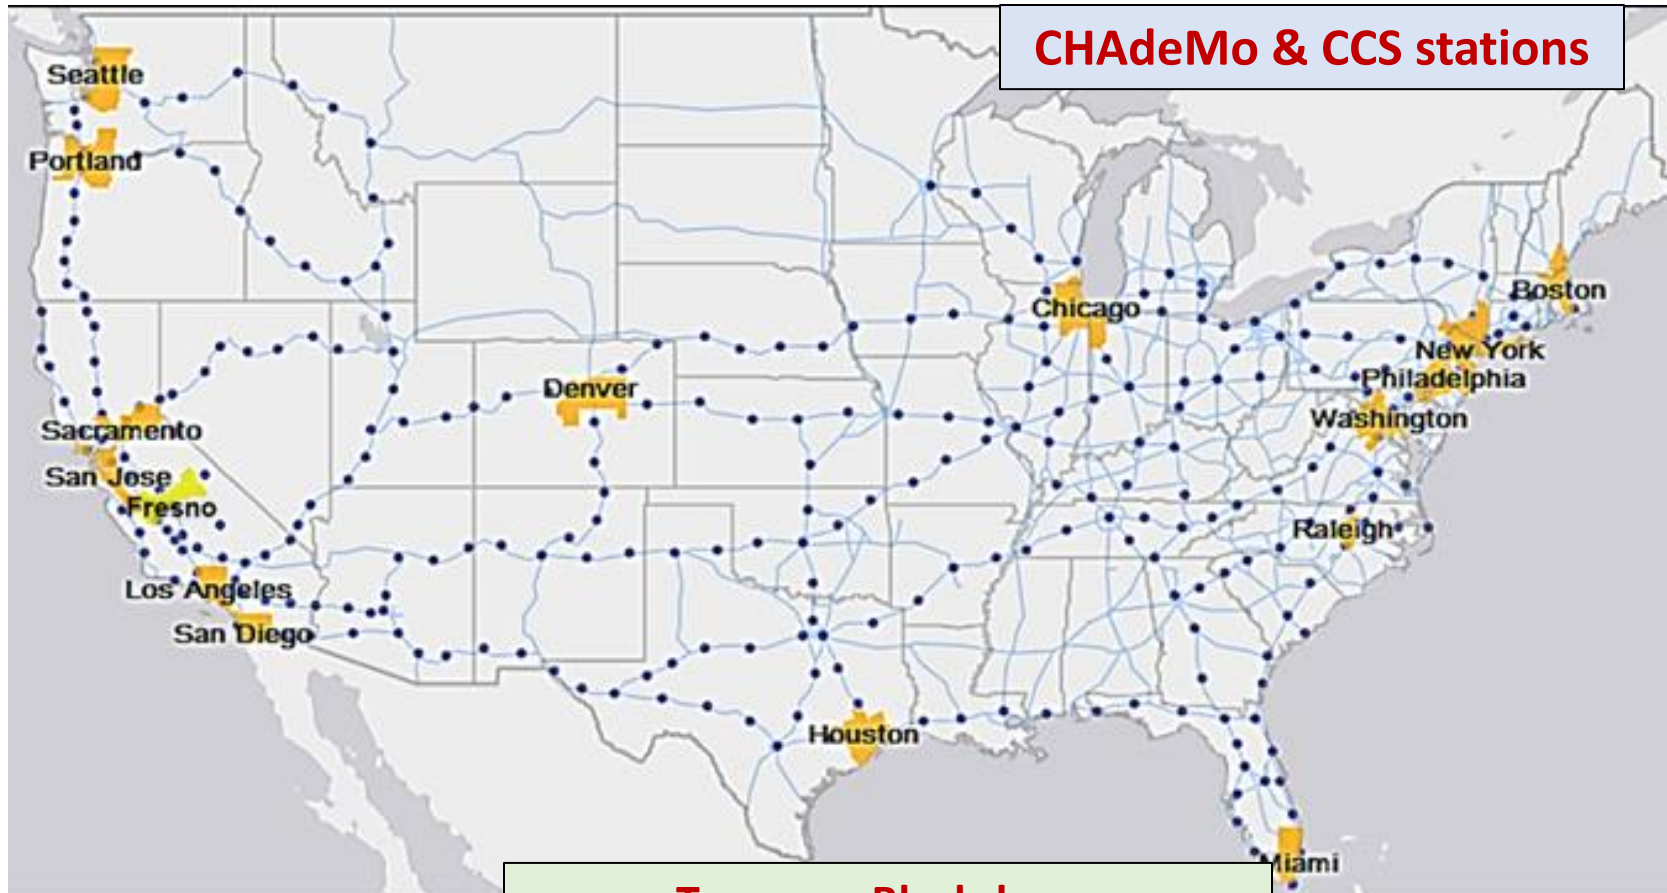 CHAdeMo & CCS stations
Seattle
Portland
Boston
Chicago
New York
Denver
Philadelphia
Washington
Sacramento
San Jose
Fresno
Raleigh
Los Angeles
San Diego
Houston
Miami